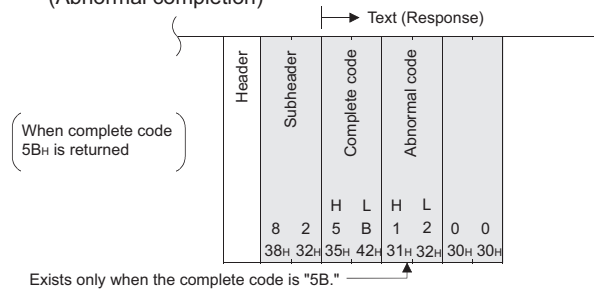 (Abnormal completion)
Text (Response)
Header
Subheader
Complete code
Abnormal code
When complete code
5BH is returned
H L H L
8 2 5 B 1 2 0 0
38H 32H 35H 42H 31H 32H 30H 30H
Exists only when the complete code is "5B."